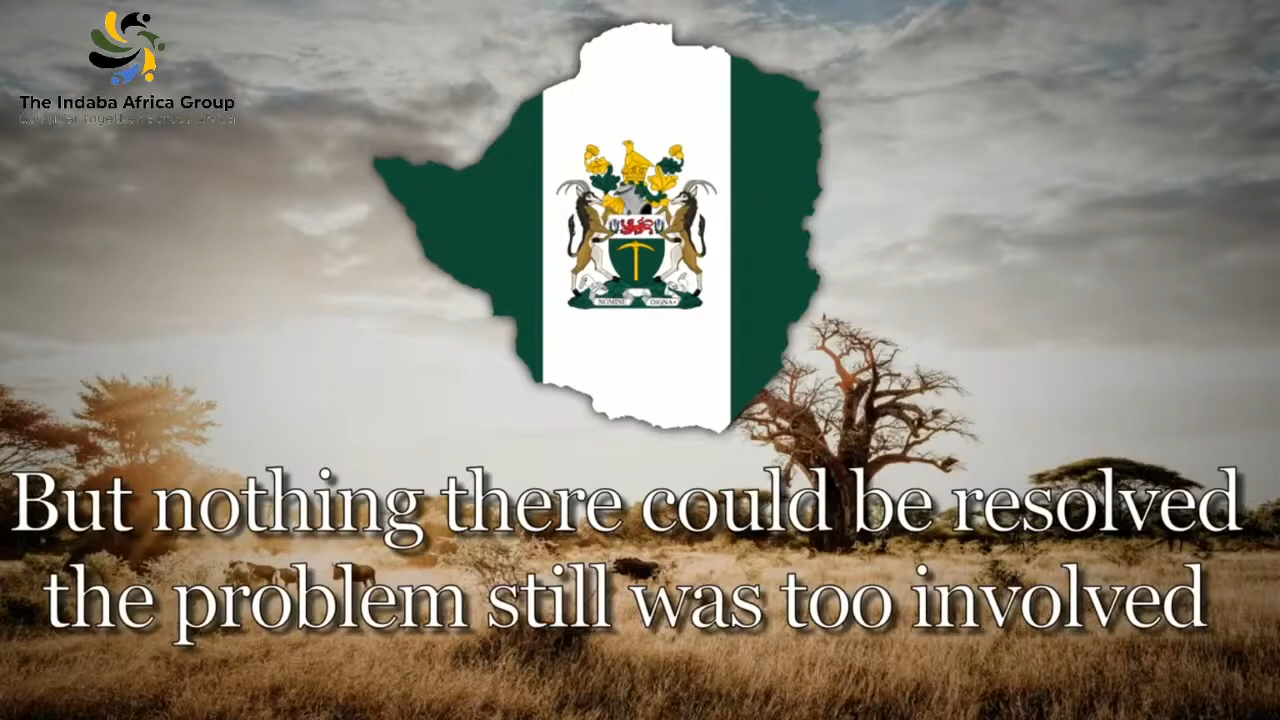 The Indaba Africa Group
NOMINE DIGNA
But nothing there could be resolved
the problem still was too involved